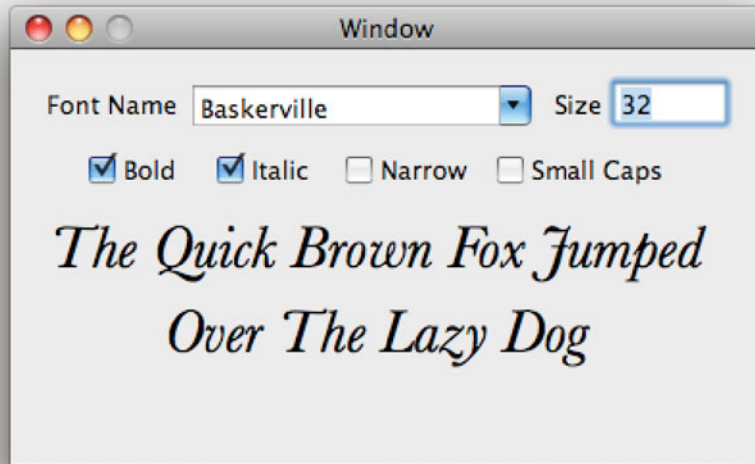 Window
Font Name Baskerville Size 32
Bold Italic Narrow Small Caps
The Quick Brown Fox Jumped
Over The Lazy Dog